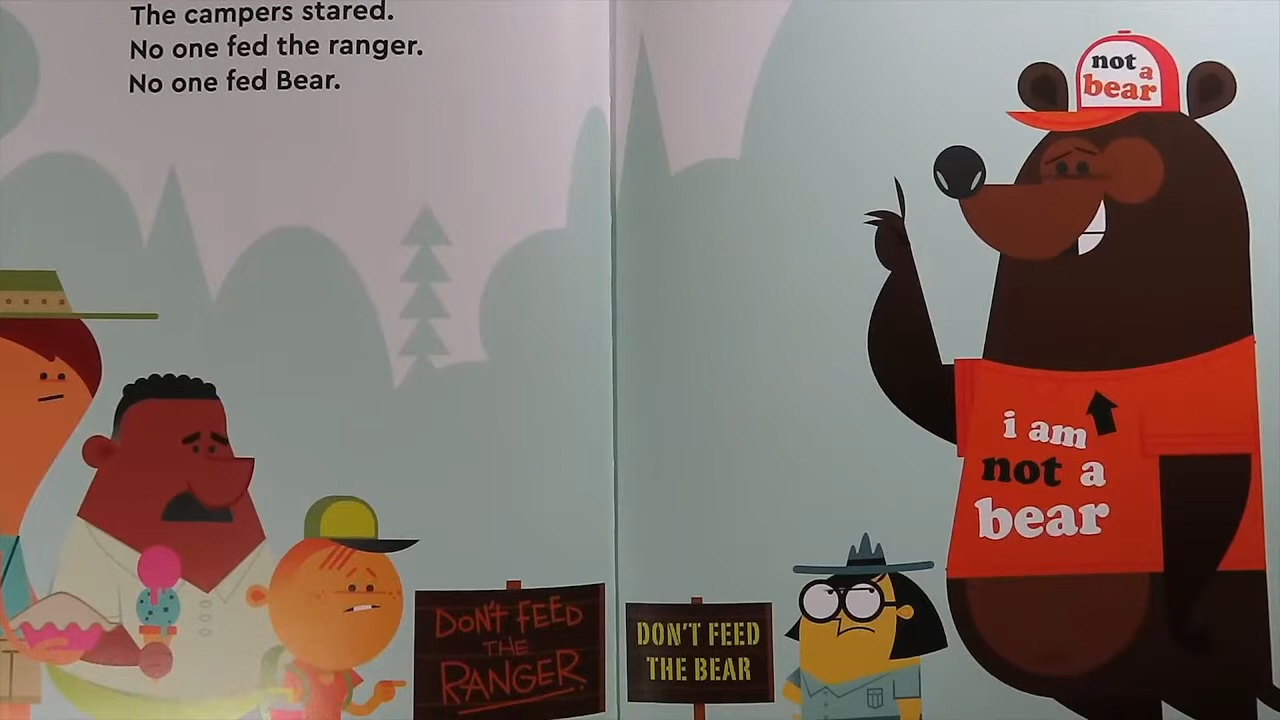 The campers stared.
No one fed the ranger.
No one fed Bear.
not a
bear
i am
not a
bear
DON'T FEED
THE
RANGER
DON'T FEED
THE BEAR